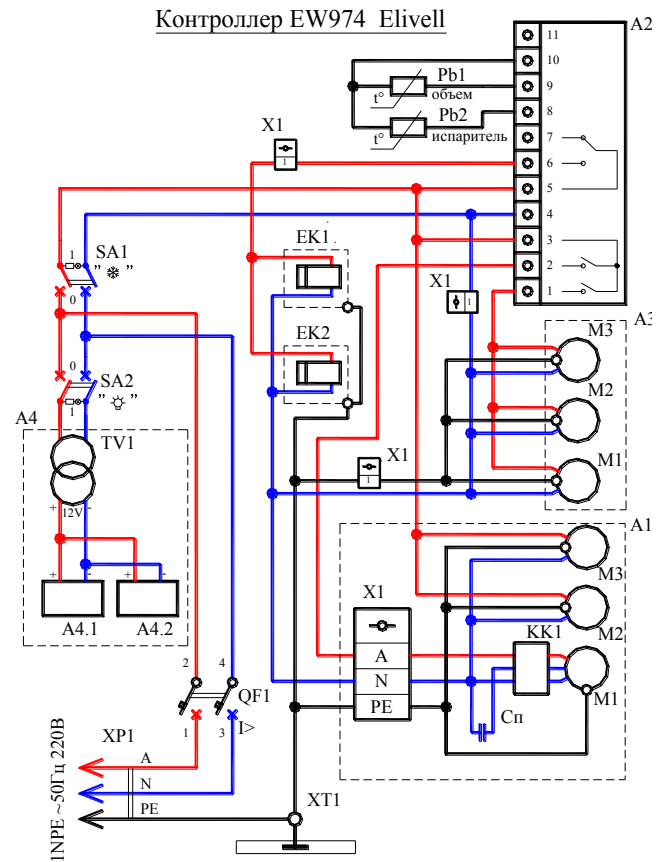 Контроллер EW974 Elivell
A2
11
10
Pb1
9
объем
t°
8
Pb2
X1
7
t°
испаритель
6
1
5
4
SA1
EK1
3
1
" ❄ "
X1
2
1
0
1
A3
M3
EK2
0
SA2
M2
1
" "
A4
TV1
X1
M1
1
12V
+
-
A1
+
-
+
-
X1
M3
A4.1
A4.2
KK1
M2
A
2
4
N
M1
QF1
PE
Сп
1
3
I>
XP1
A
N
XT1
PE
1NPE ~50Гц 220В